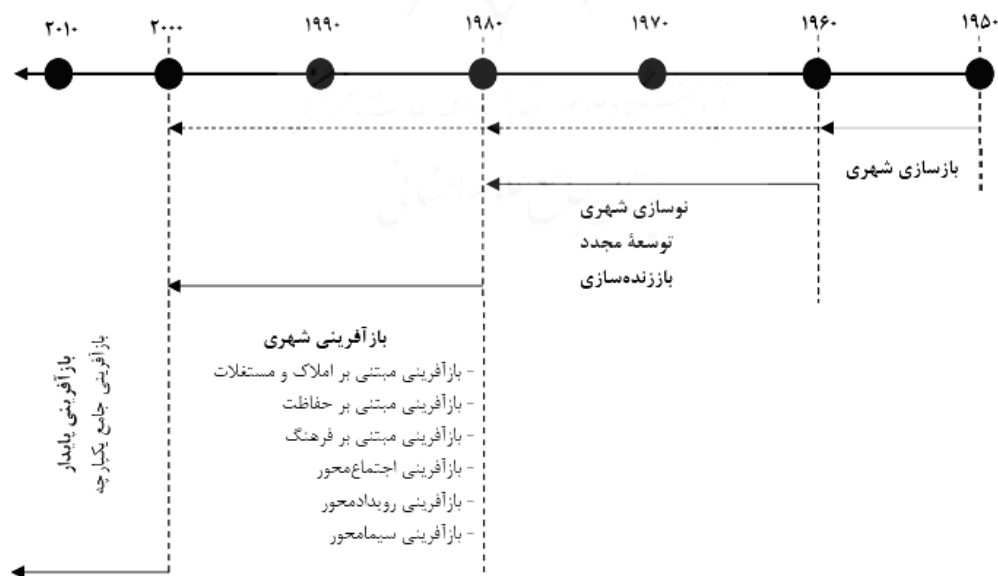 ۱۹۵۰
۱۹۶۰
۱۹۷۰
۱۹۸۰
۱۹۹۰
۲۰۰۰
۲۰۱۰
بازسازی شهری
نوسازی شهری
توسعهٔ مجدد
باززنده‌سازی
بازآفرینی شهری
- بازآفرینی مبتنی بر املاک و مستغلات
- بازآفرینی مبتنی بر حفاظت
- بازآفرینی مبتنی بر فرهنگ
- بازآفرینی اجتماع‌محور
- بازآفرینی رویدادمحور
- بازآفرینی سیمامحور
بازآفرینی پایدار
بازآفرینی جامع یکپارچه